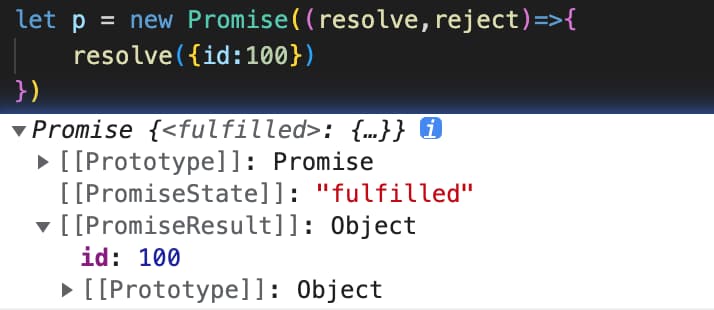 let p = new Promise((resolve,reject)=>{
    resolve({id:100})
})
▼Promise {<fulfilled>: {…}} i
▶[[Prototype]]: Promise
[[PromiseState]]: "fulfilled"
▼[[PromiseResult]]: Object
id: 100
▶[[Prototype]]: Object